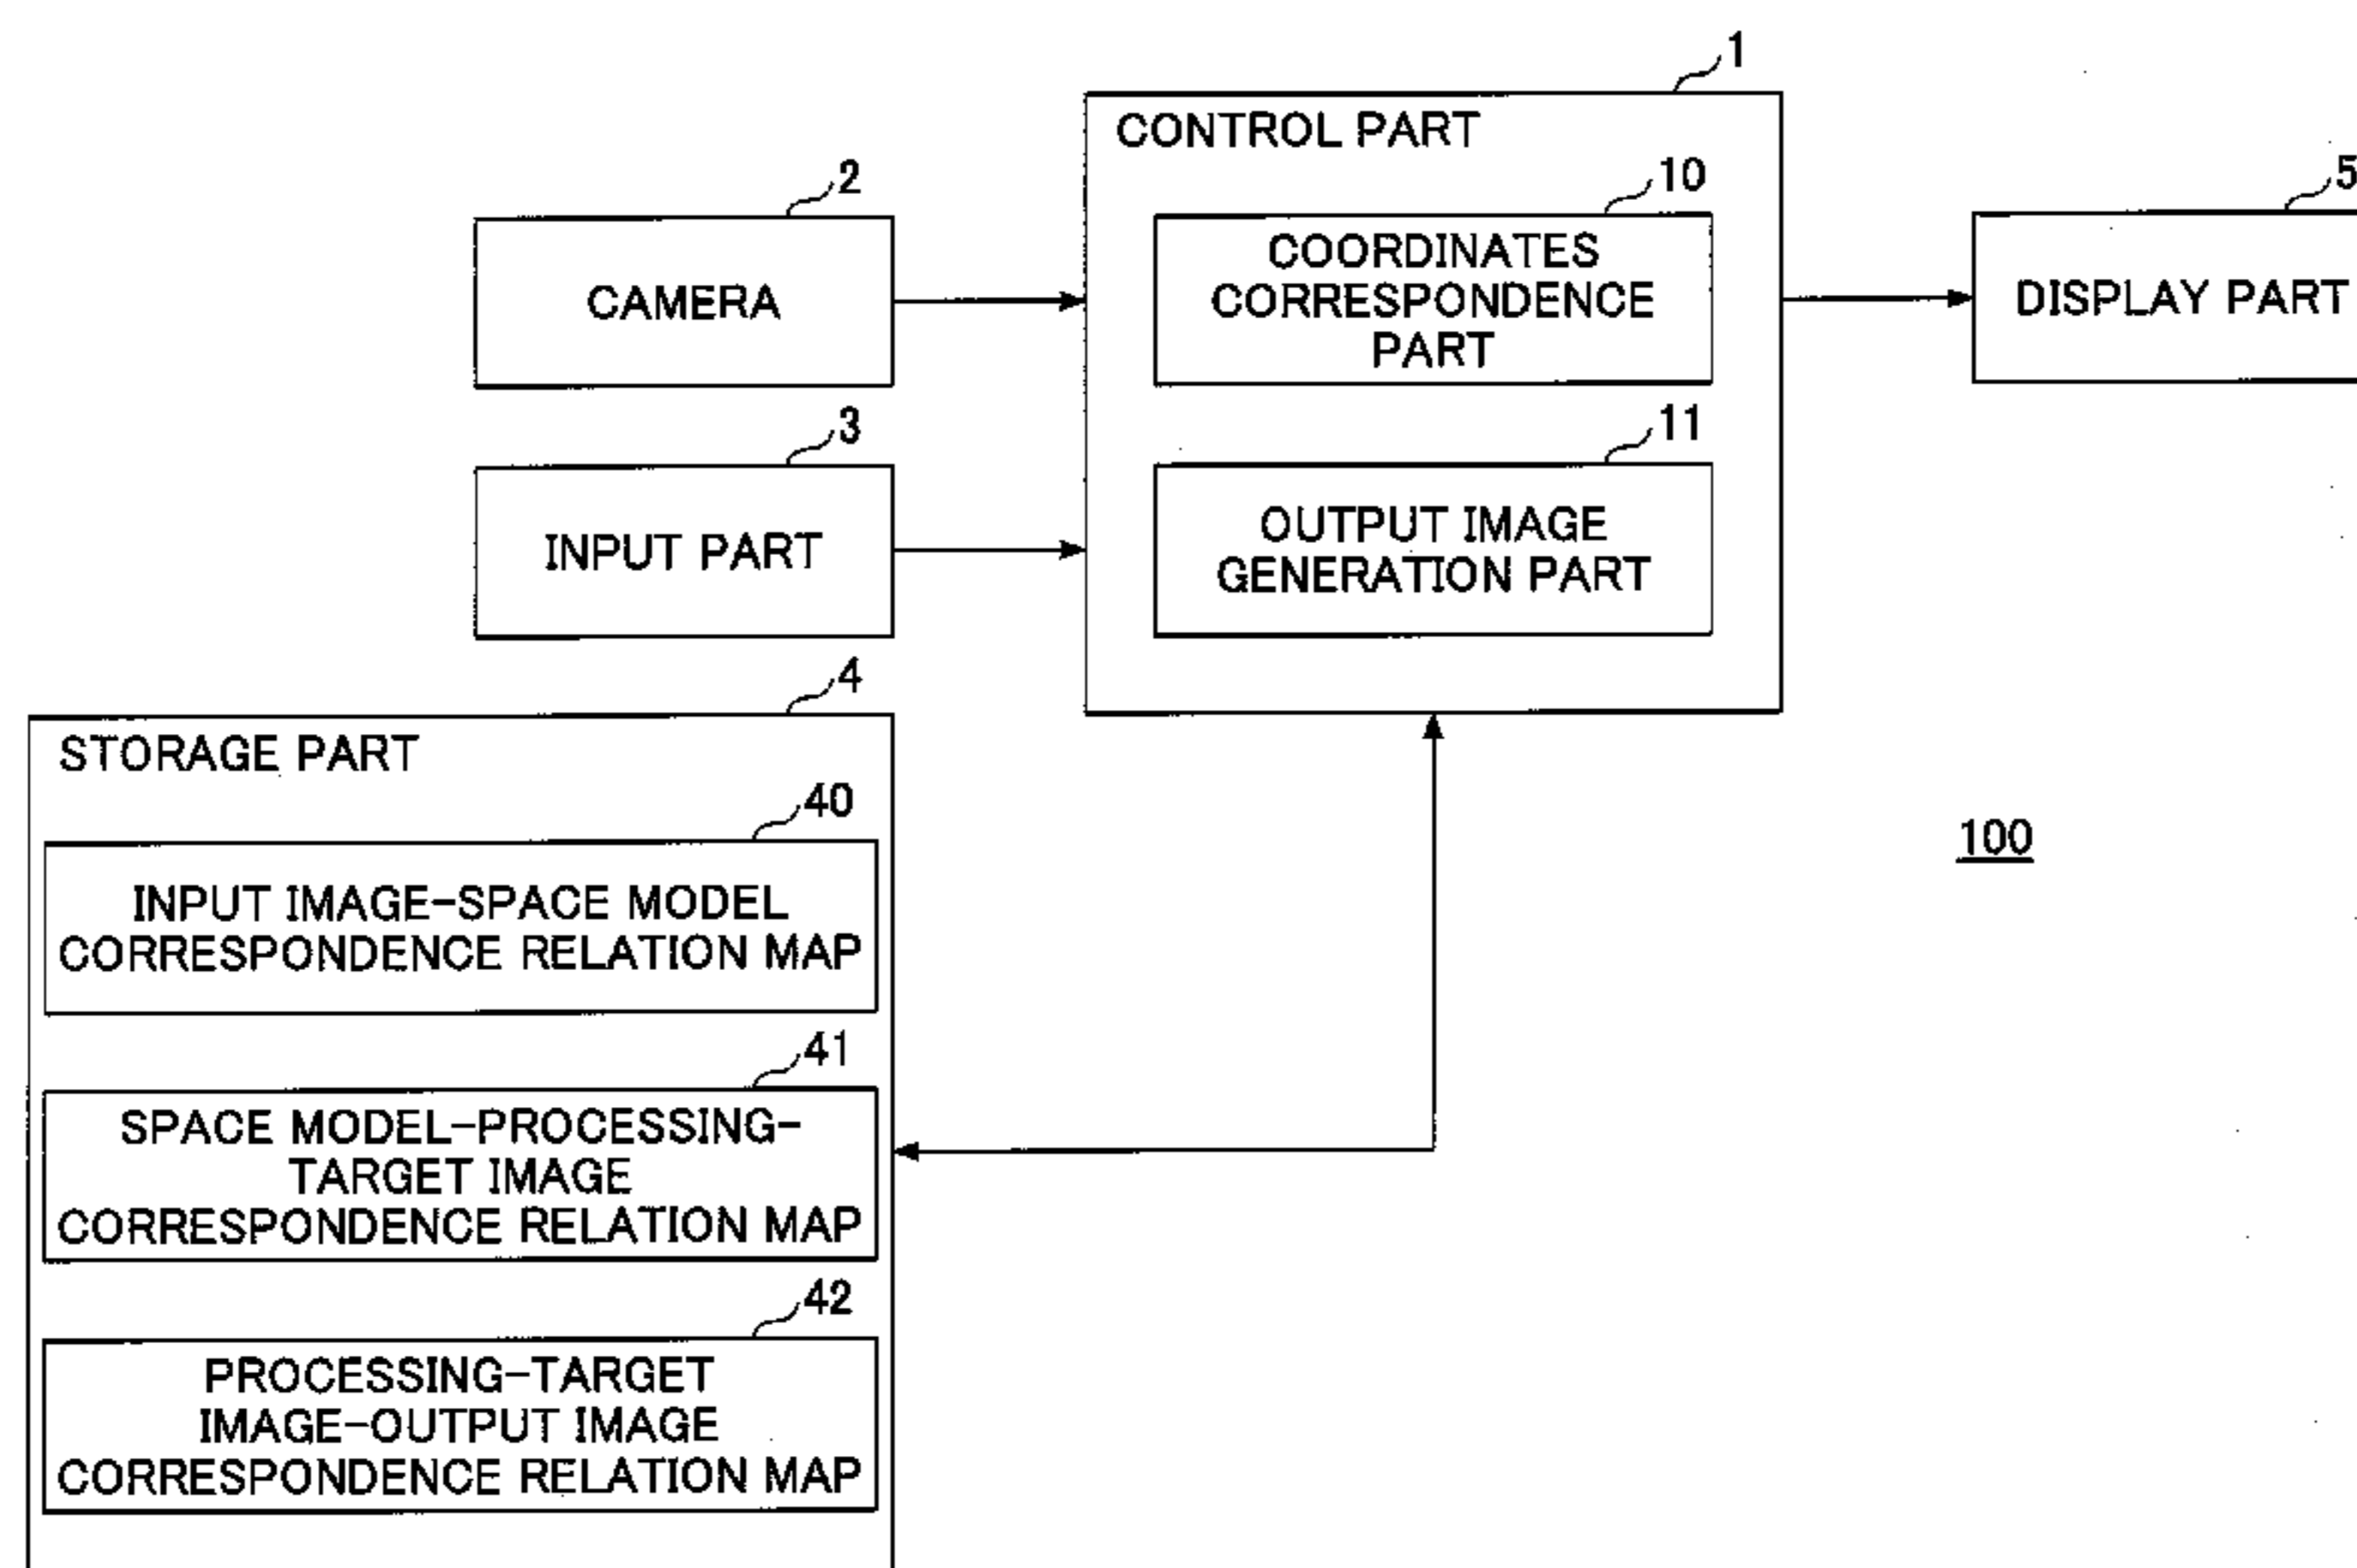 1
CONTROL PART
2
CAMERA
10
COORDINATES
CORRESPONDENCE
PART
5
DISPLAY PART
3
INPUT PART
11
OUTPUT IMAGE
GENERATION PART
4
STORAGE PART
40
INPUT IMAGE-SPACE MODEL
CORRESPONDENCE RELATION MAP
41
SPACE MODEL-PROCESSING-
TARGET IMAGE
CORRESPONDENCE RELATION MAP
42
PROCESSING-TARGET
IMAGE-OUTPUT IMAGE
CORRESPONDENCE RELATION MAP
100